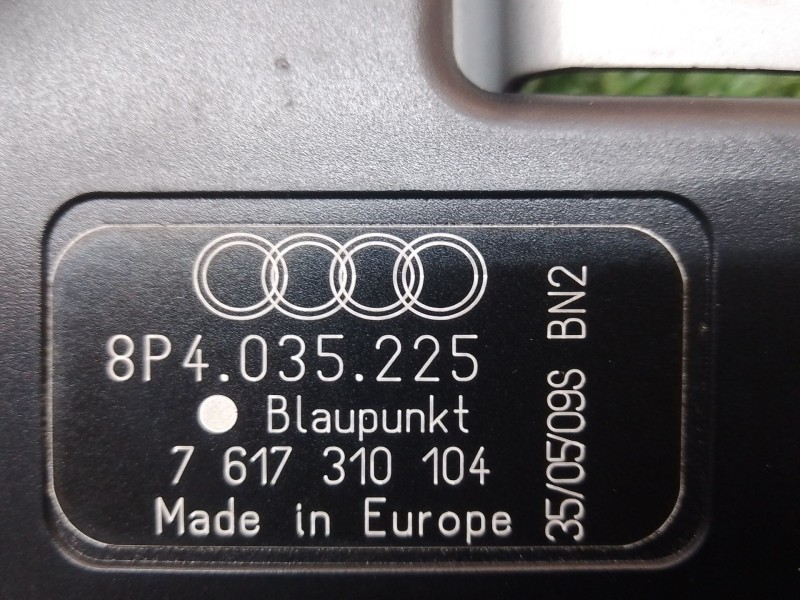 8P4.035.225
Blaupunkt
7 617 310 104
Made in Europe
35/05/09S BN2